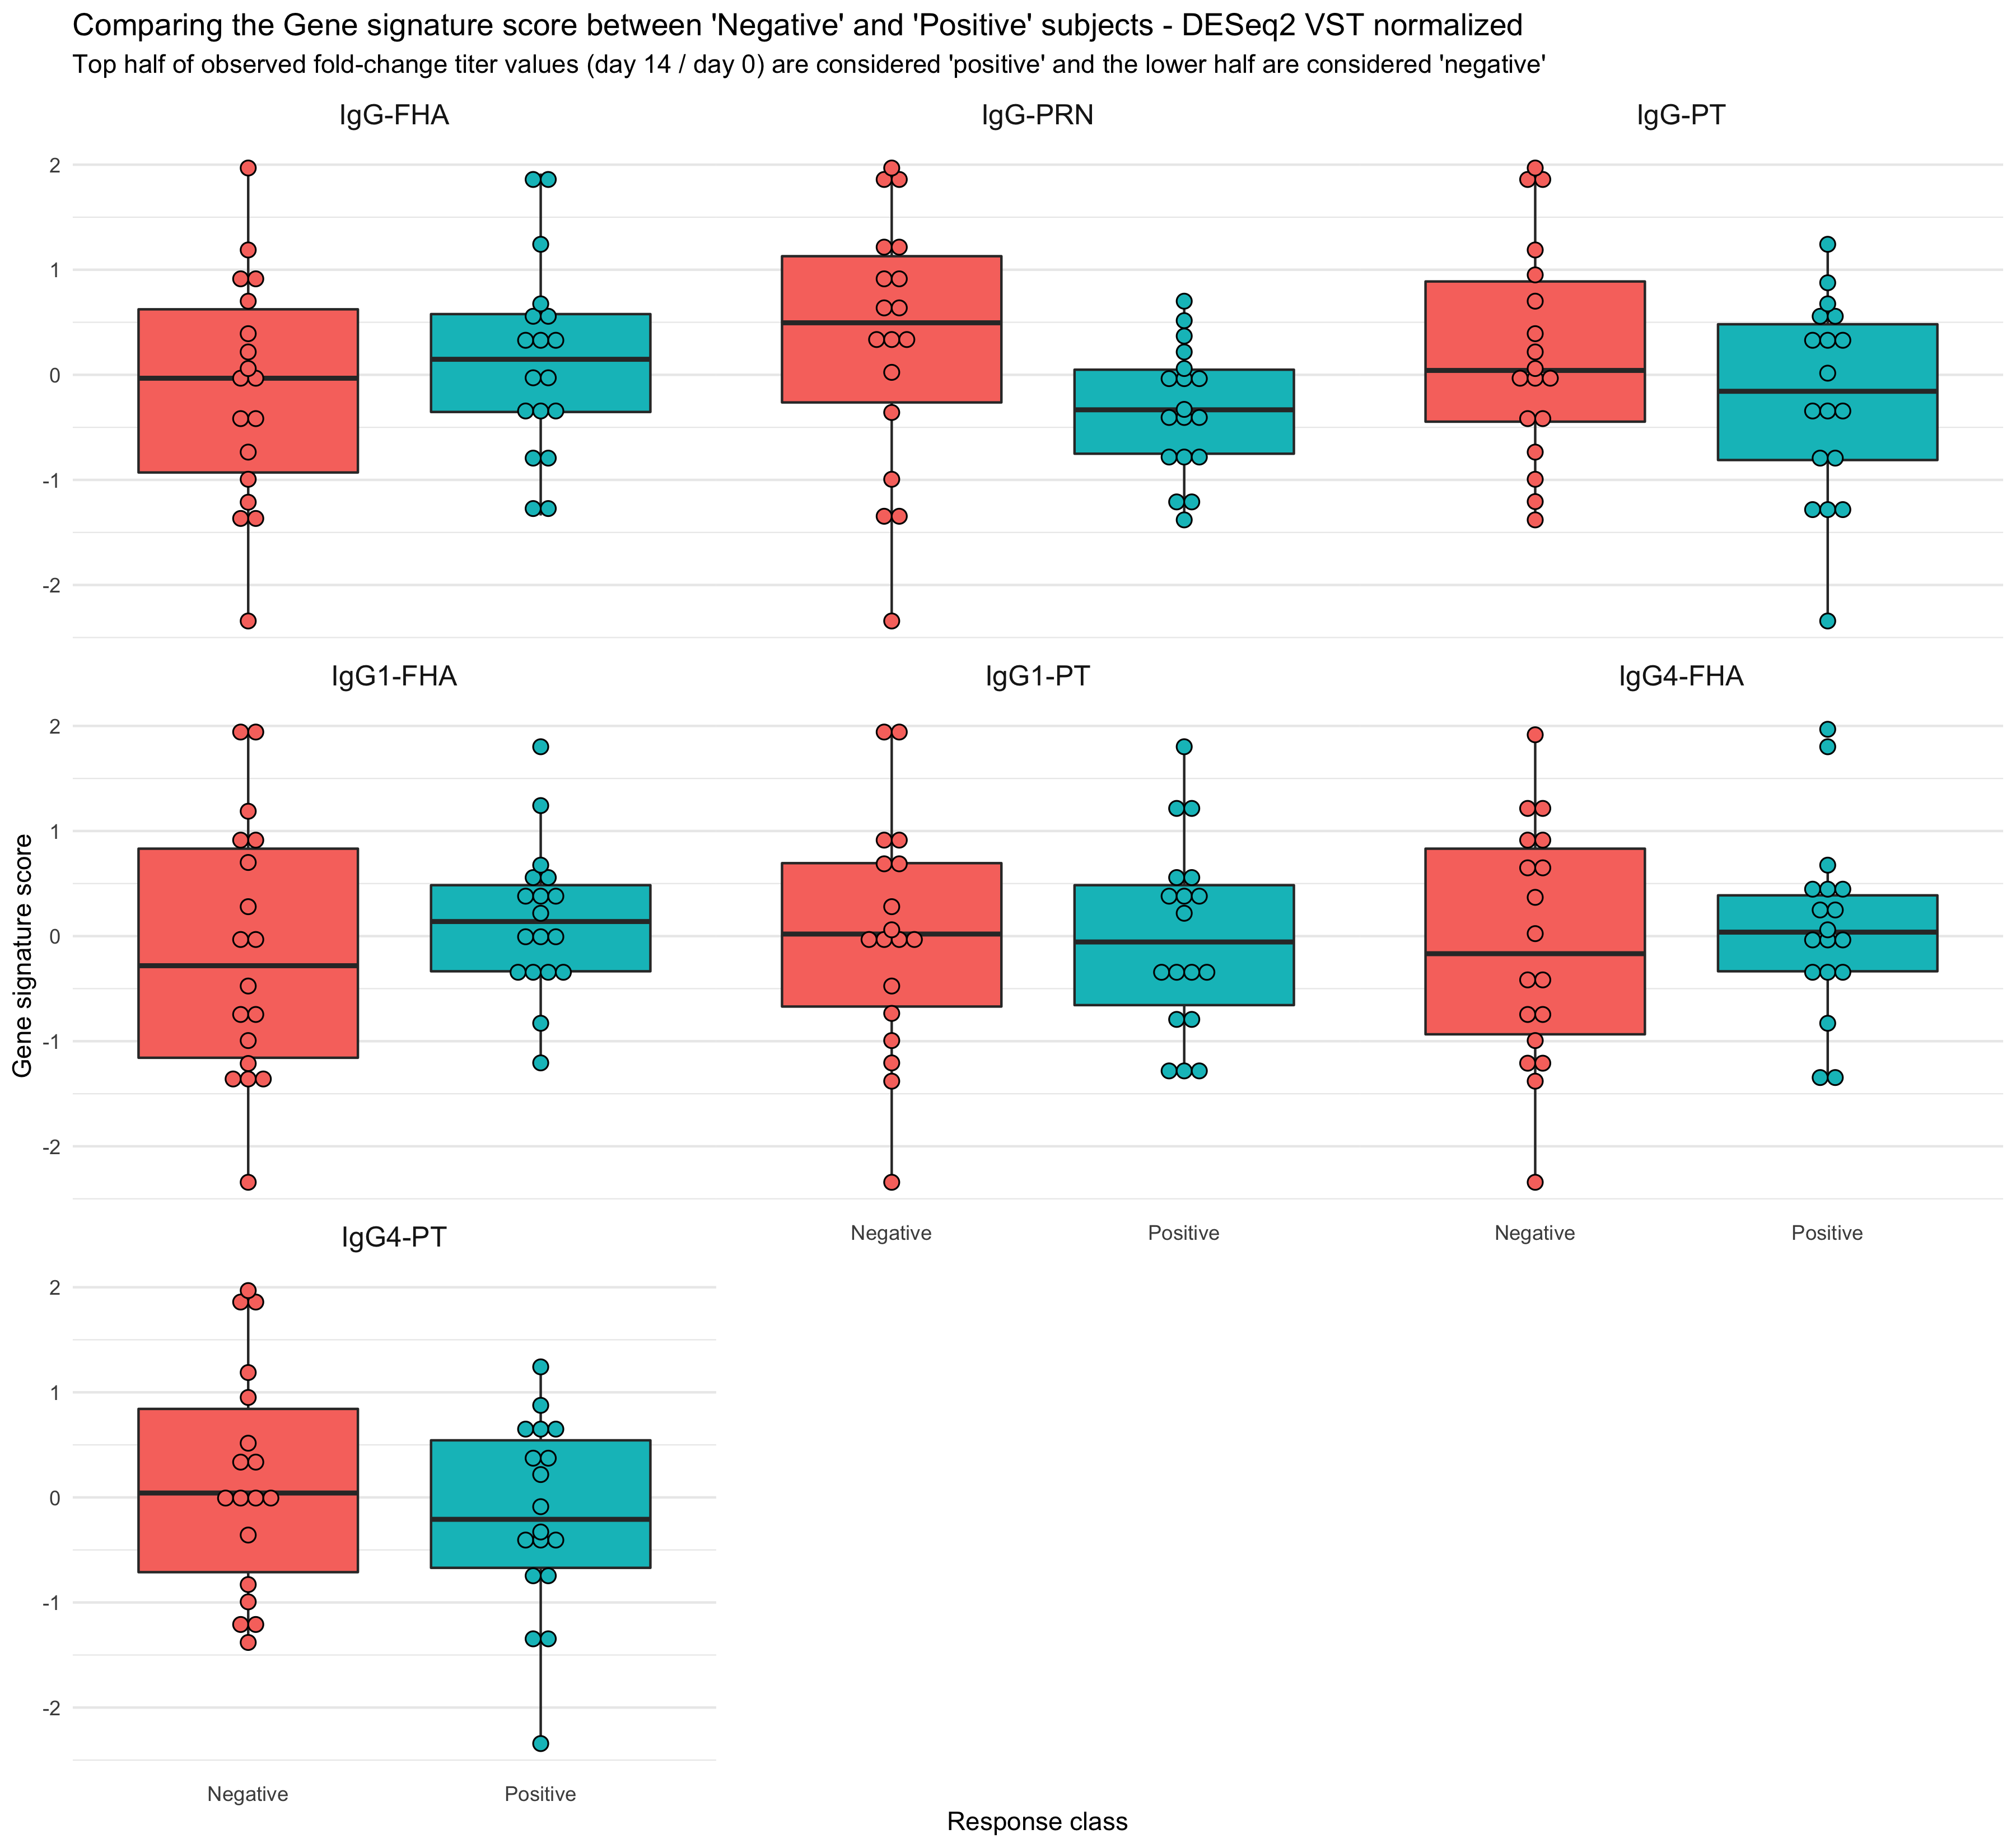 Comparing the Gene signature score between 'Negative' and 'Positive' subjects - DESeq2 VST normalized
Top half of observed fold-change titer values (day 14 / day 0) are considered 'positive' and the lower half are considered 'negative'
IgG-FHA
IgG-PRN
IgG-PT
2
1
0
-1
-2
IgG1-FHA
IgG1-PT
IgG4-FHA
2
1
0
-1
-2
Gene signature score
Negative
Positive
Negative
Positive
IgG4-PT
2
1
0
-1
-2
Negative
Positive
Response class